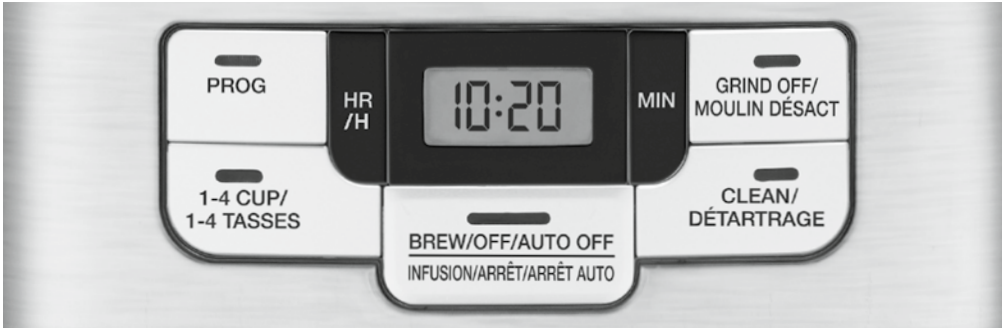 PROG
HR
/H
10:20
MIN
GRIND OFF/
MOULIN DÉSACT
1-4 CUP/
1-4 TASSES
BREW/OFF/AUTO OFF
INFUSION/ARRÊT/ARRÊT AUTO
CLEAN/
DÉTARTRAGE